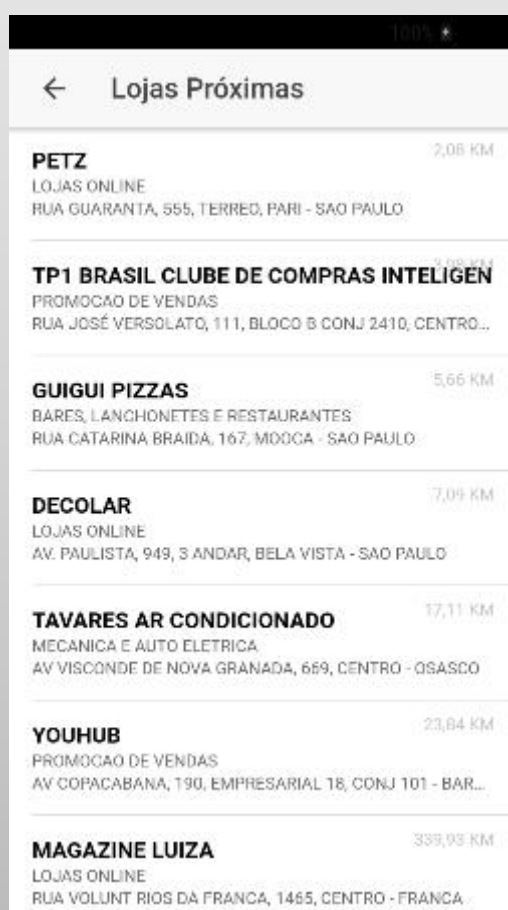 100%
Lojas Próximas
2,08 KM
PETZ
LOJAS ONLINE
RUA GUARANTA, 555, TERREO, PARI - SAO PAULO
3,98 KM
TP1 BRASIL CLUBE DE COMPRAS INTELIGEN
PROMOCAO DE VENDAS
RUA JOSÉ VERSOLATO, 111, BLOCO B CONJ 2410, CENTRO...
5,66 KM
GUIGUI PIZZAS
BARES, LANCHONETES E RESTAURANTES
RUA CATARINA BRAIDA, 167, MOOCA - SAO PAULO
7,09 KM
DECOLAR
LOJAS ONLINE
AV. PAULISTA, 949, 3 ANDAR, BELA VISTA - SAO PAULO
17,11 KM
TAVARES AR CONDICIONADO
MECANICA E AUTO ELETRICA
AV VISCONDE DE NOVA GRANADA, 669, CENTRO - OSASCO
23,84 KM
YOUHUB
PROMOCAO DE VENDAS
AV COPACABANA, 190, EMPRESARIAL 18, CONJ 101 - BAR...
339,93 KM
MAGAZINE LUIZA
LOJAS ONLINE
RUA VOLUNT RIOS DA FRANCA, 1465, CENTRO - FRANCA